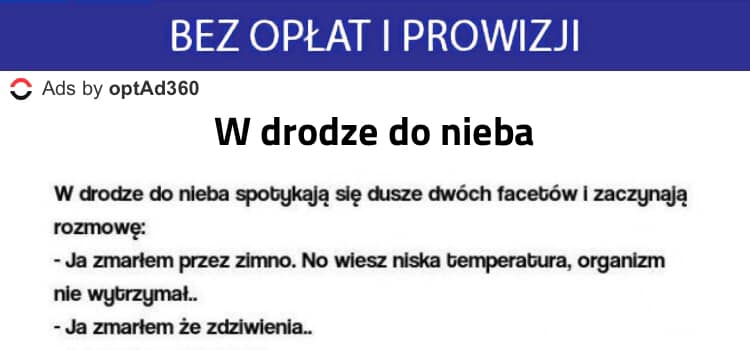 BEZ OPŁAT I PROWIZJI
Ads by optAd360
W drodze do nieba
W drodze do nieba spotykają się dusze dwóch facetów i zaczynają
rozmowę:
- Ja zmarłem przez zimno. No wiesz niska temperatura, organizm
nie wytrzymał..
- Ja zmarłem że zdziwienia..